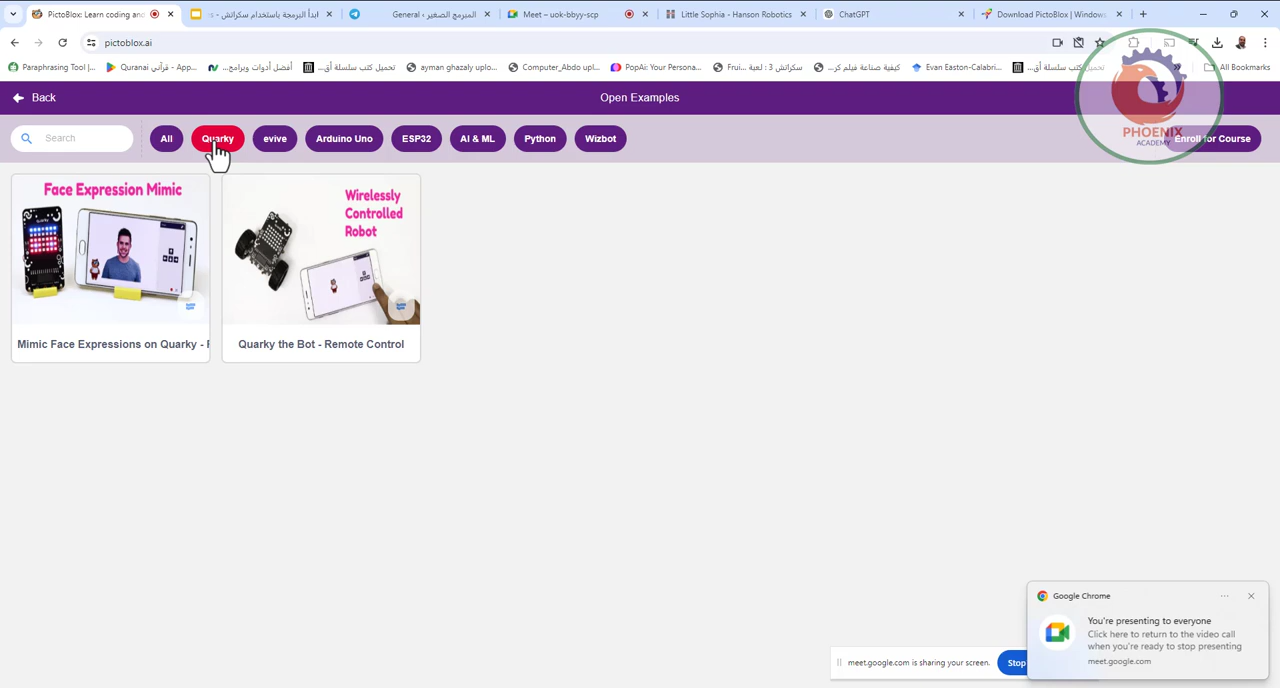 PictoBlox: Learn coding and
ابدأ البرمجة باستخدام سكراتش
General › المبرمج الصغير
Meet – uok-bbyy-scp
Little Sophia - Hanson Robotics
ChatGPT
Download PictoBlox | Windows,
pictoblox.ai
Paraphrasing Tool |...
Quranai قرآني - App...
أفضل أدوات وبرامج...
ayman ghazaly uplo...
Computer_Abdo upl...
PopAi: Your Persona...
سكراتش 3 : لعبة Frui...
كيفية صناعة فيلم كر...
Evan Easton-Calabri...
All Bookmarks
Back
Open Examples
Search
All
Quarky
evive
Arduino Uno
ESP32
AI & ML
Python
Wizbot
Enroll for Course
PHOENIX
ACADEMY
Face Expression Mimic
Quarky
Wirelessly
Controlled
Robot
Mimic Face Expressions on Quarky -
Quarky the Bot - Remote Control
Google Chrome
You're presenting to everyone
Click here to return to the video call
when you're ready to stop presenting
meet.google.com
meet.google.com is sharing your screen.
Stop